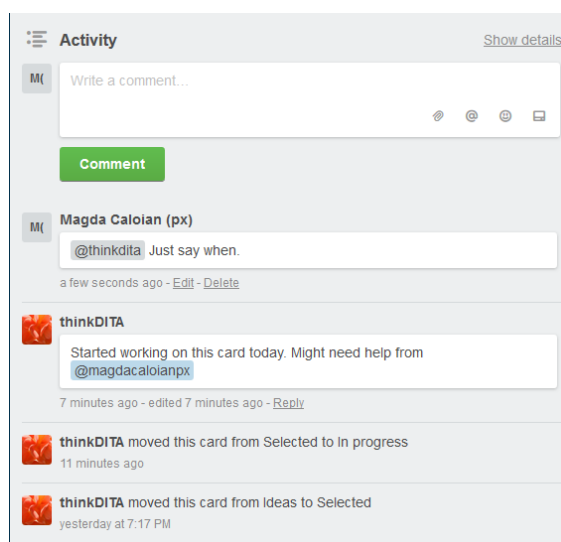 Activity
Show details
M(
Write a comment...
Comment
M(
Magda Caloian (px)
@thinkdita Just say when.
a few seconds ago - Edit - Delete
thinkDITA
Started working on this card today. Might need help from
@magdacaloianpx
7 minutes ago - edited 7 minutes ago - Reply
thinkDITA moved this card from Selected to In progress
11 minutes ago
thinkDITA moved this card from Ideas to Selected
yesterday at 7:17 PM